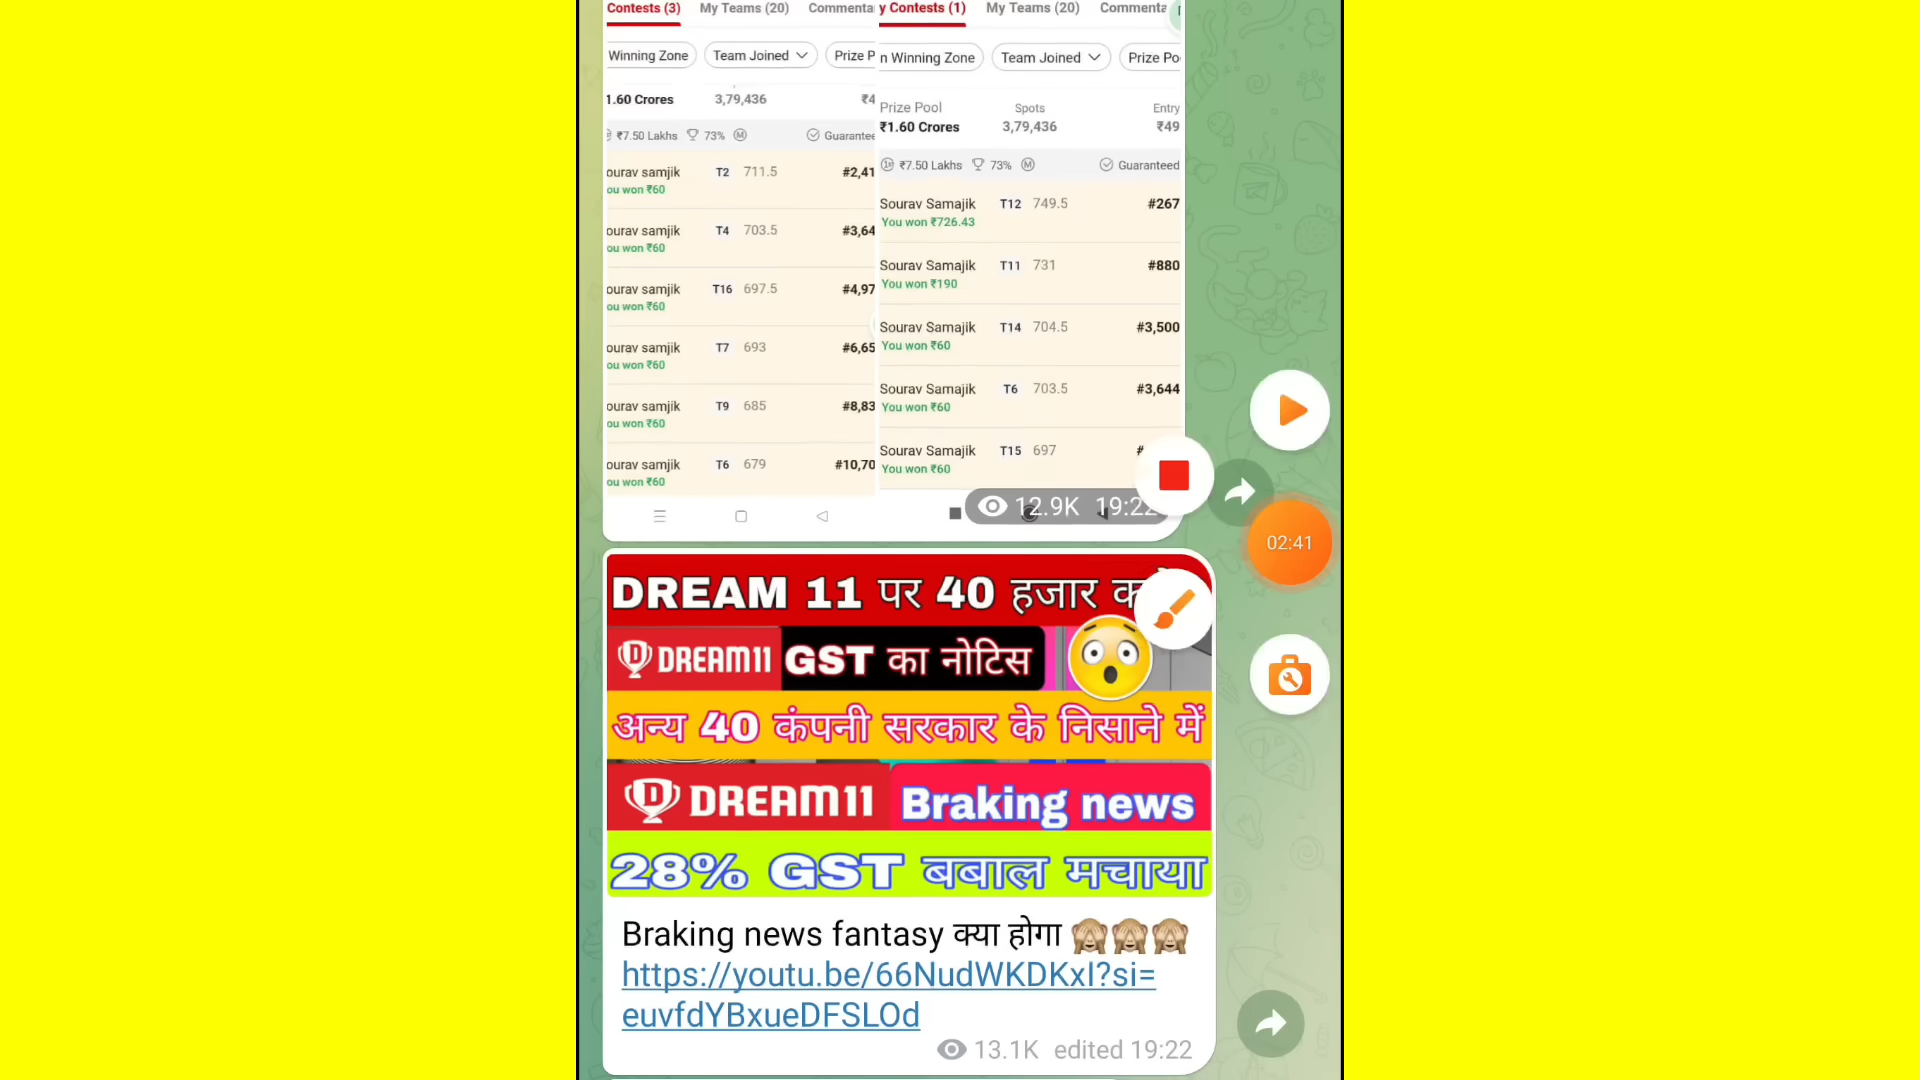 Contests (3) My Teams (20) Commenta
Winning Zone Team Joined Prize P
1.60 Crores 3,79,436 ₹4
₹7.50 Lakhs 73% M Guarantee
ourav samjik T2 711.5 #2,41
ou won ₹60
ourav samjik T4 703.5 #3,64
ou won ₹60
ourav samjik T16 697.5 #4,97
ou won ₹60
ourav samjik T7 693 #6,65
ou won ₹60
ourav samjik T9 685 #8,83
ou won ₹60
ourav samjik T6 679 #10,70
ou won ₹60
y Contests (1) My Teams (20) Commenta
n Winning Zone Team Joined Prize Po
Prize Pool Spots Entry
₹1.60 Crores 3,79,436 ₹49
1st ₹7.50 Lakhs 73% M Guaranteed
Sourav Samajik T12 749.5 #267
You won ₹726.43
Sourav Samajik T11 731 #880
You won ₹190
Sourav Samajik T14 704.5 #3,500
You won ₹60
Sourav Samajik T6 703.5 #3,644
You won ₹60
Sourav Samajik T15 697 #
You won ₹60
12.9K 19:22
02:41
DREAM 11 पर 40 हजार
DREAM11 GST का नोटिस
अन्य 40 कंपनी सरकार के निसाने में
DREAM11 Braking news
28% GST बबाल मचाया
Braking news fantasy क्या होगा 🙈🙈🙈
https://youtu.be/66NudWKDKxI?si=
euvfdYBxueDFSLOd
13.1K edited 19:22